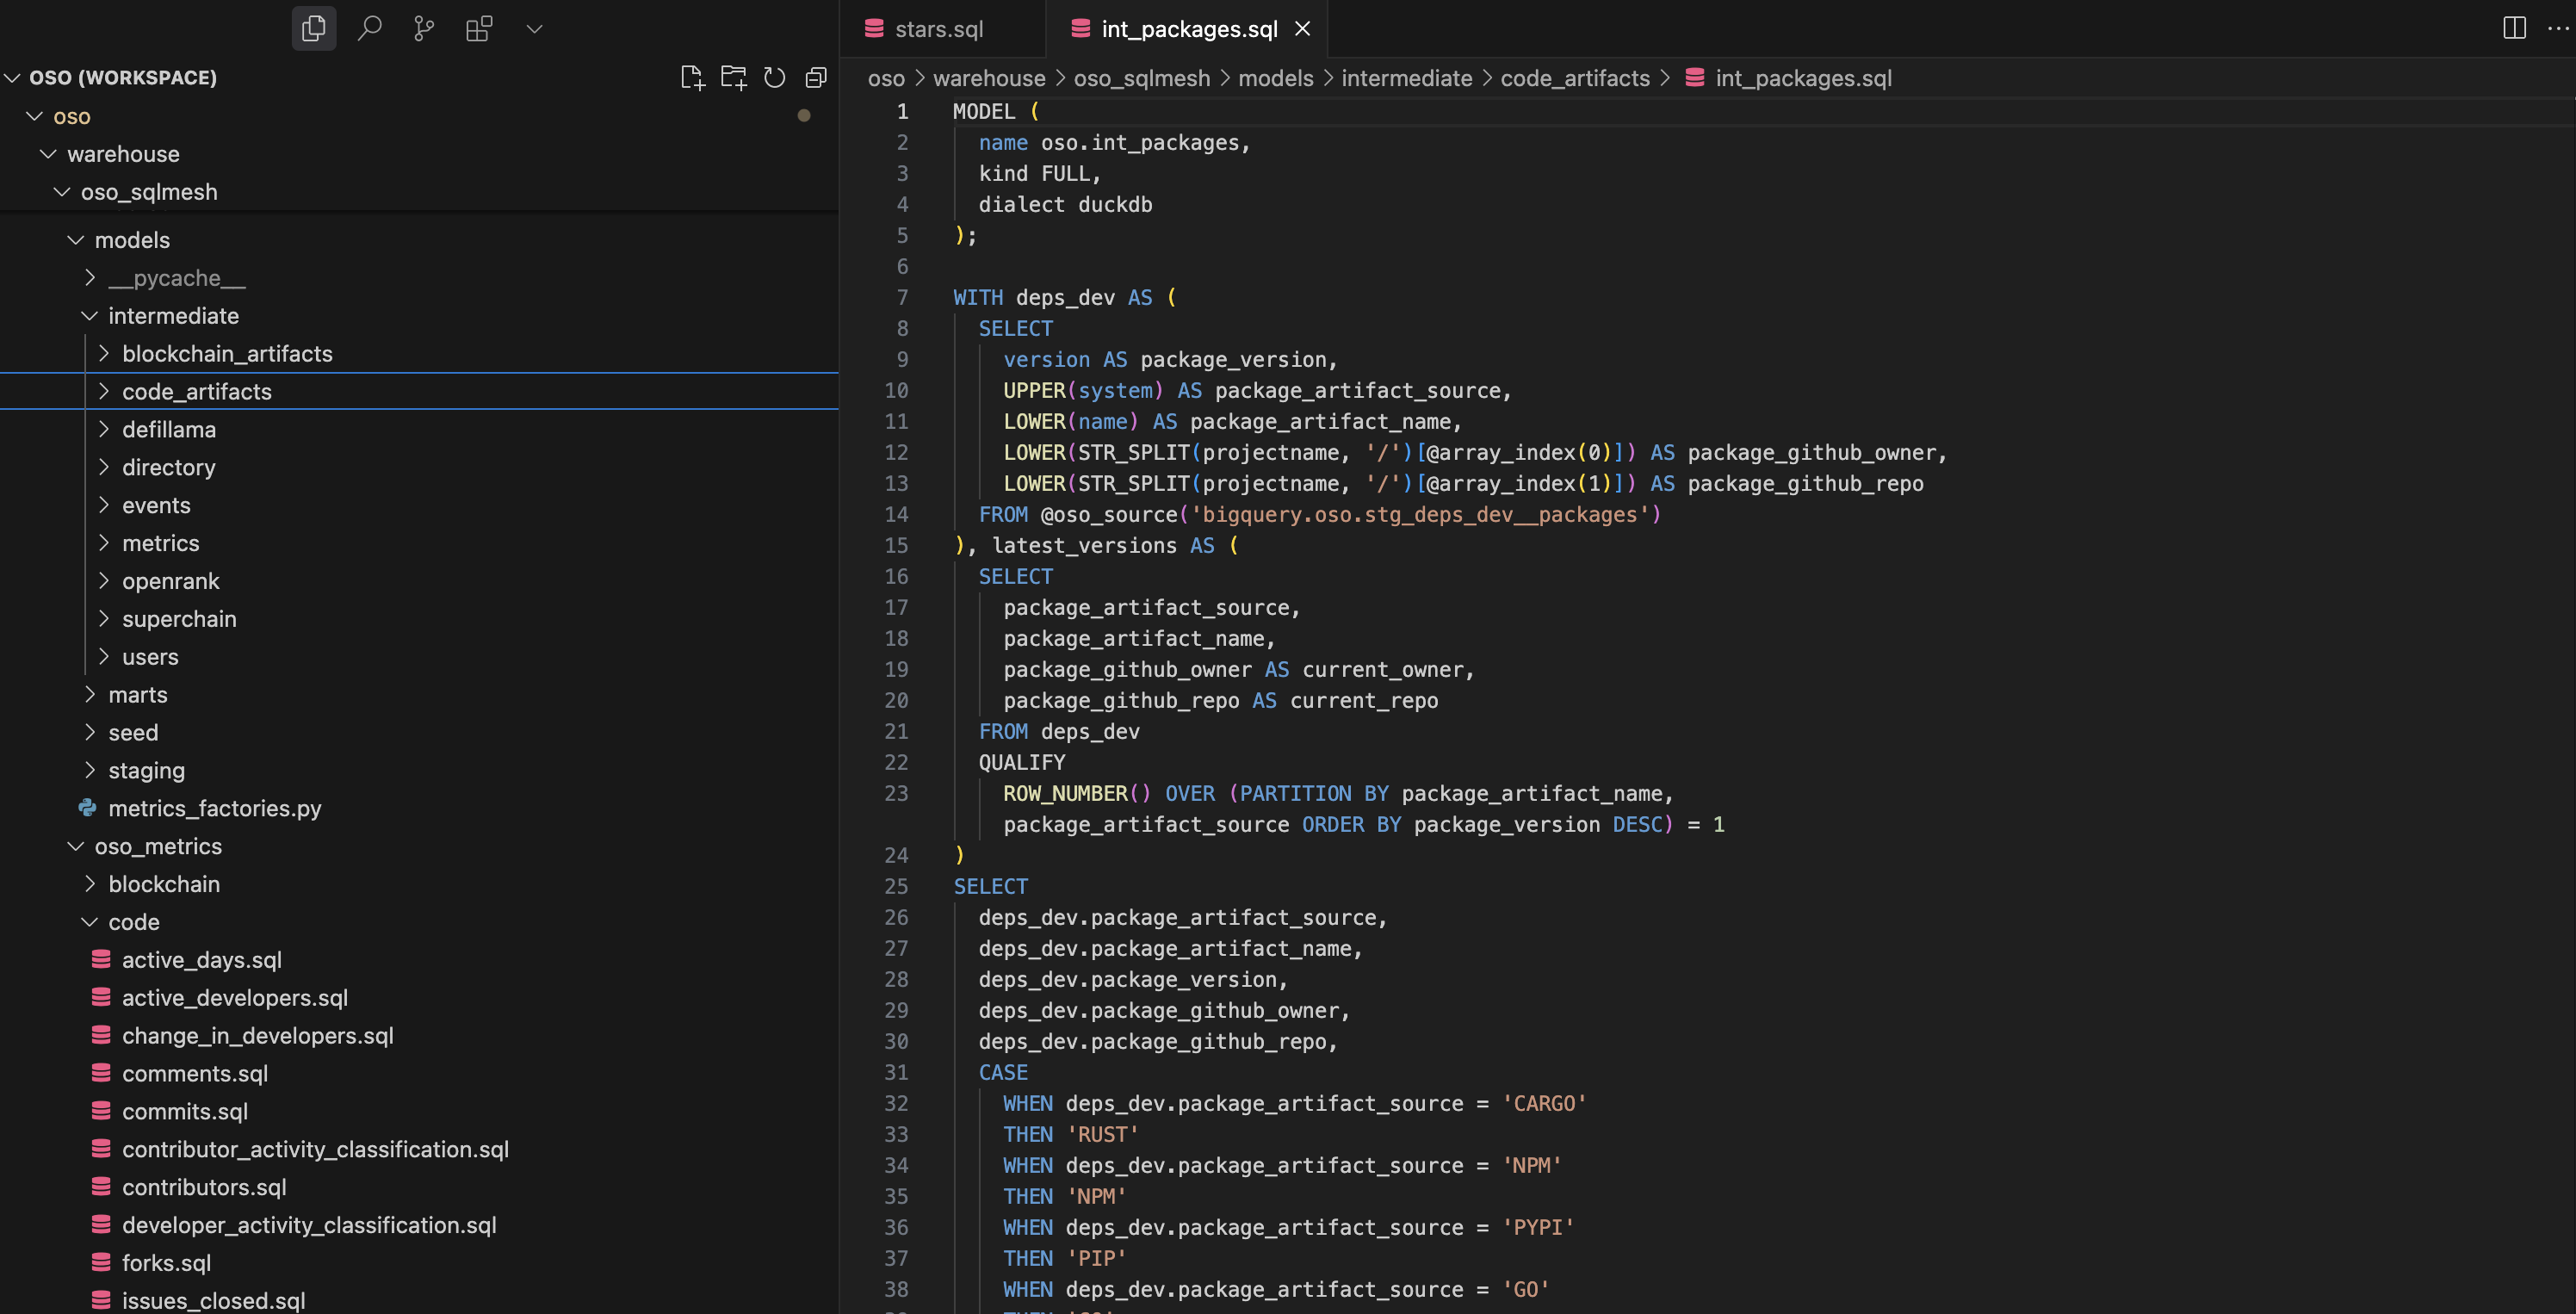 OSO (WORKSPACE)
oso
warehouse
oso_sqlmesh
models
__pycache__
intermediate
blockchain_artifacts
code_artifacts
defillama
directory
events
metrics
openrank
superchain
users
marts
seed
staging
metrics_factories.py
oso_metrics
blockchain
code
active_days.sql
active_developers.sql
change_in_developers.sql
comments.sql
commits.sql
contributor_activity_classification.sql
contributors.sql
developer_activity_classification.sql
forks.sql
issues_closed.sql
stars.sql
int_packages.sql
oso > warehouse > oso_sqlmesh > models > intermediate > code_artifacts > int_packages.sql
1 MODEL (
2 name oso.int_packages,
3 kind FULL,
4 dialect duckdb
5 );
6
7 WITH deps_dev AS (
8 SELECT
9 version AS package_version,
10 UPPER(system) AS package_artifact_source,
11 LOWER(name) AS package_artifact_name,
12 LOWER(STR_SPLIT(projectname, '/')[@array_index(0)]) AS package_github_owner,
13 LOWER(STR_SPLIT(projectname, '/')[@array_index(1)]) AS package_github_repo
14 FROM @oso_source('bigquery.oso.stg_deps_dev__packages')
15 ), latest_versions AS (
16 SELECT
17 package_artifact_source,
18 package_artifact_name,
19 package_github_owner AS current_owner,
20 package_github_repo AS current_repo
21 FROM deps_dev
22 QUALIFY
23 ROW_NUMBER() OVER (PARTITION BY package_artifact_name,
package_artifact_source ORDER BY package_version DESC) = 1
24 )
25 SELECT
26 deps_dev.package_artifact_source,
27 deps_dev.package_artifact_name,
28 deps_dev.package_version,
29 deps_dev.package_github_owner,
30 deps_dev.package_github_repo,
31 CASE
32 WHEN deps_dev.package_artifact_source = 'CARGO'
33 THEN 'RUST'
34 WHEN deps_dev.package_artifact_source = 'NPM'
35 THEN 'NPM'
36 WHEN deps_dev.package_artifact_source = 'PYPI'
37 THEN 'PIP'
38 WHEN deps_dev.package_artifact_source = 'GO'